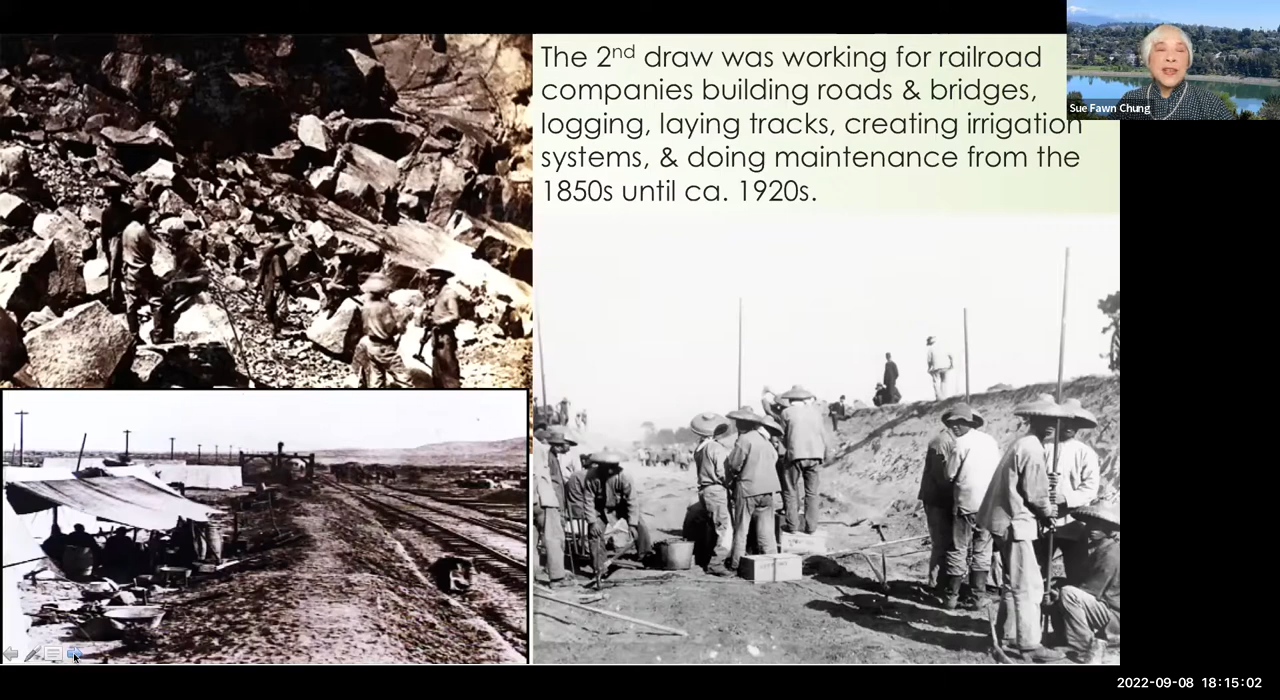 The 2nd draw was working for railroad
companies building roads & bridges,
logging, laying tracks, creating irrigation
systems, & doing maintenance from the
1850s until ca. 1920s.
Sue Fawn Chung
2022-09-08 18:15:02